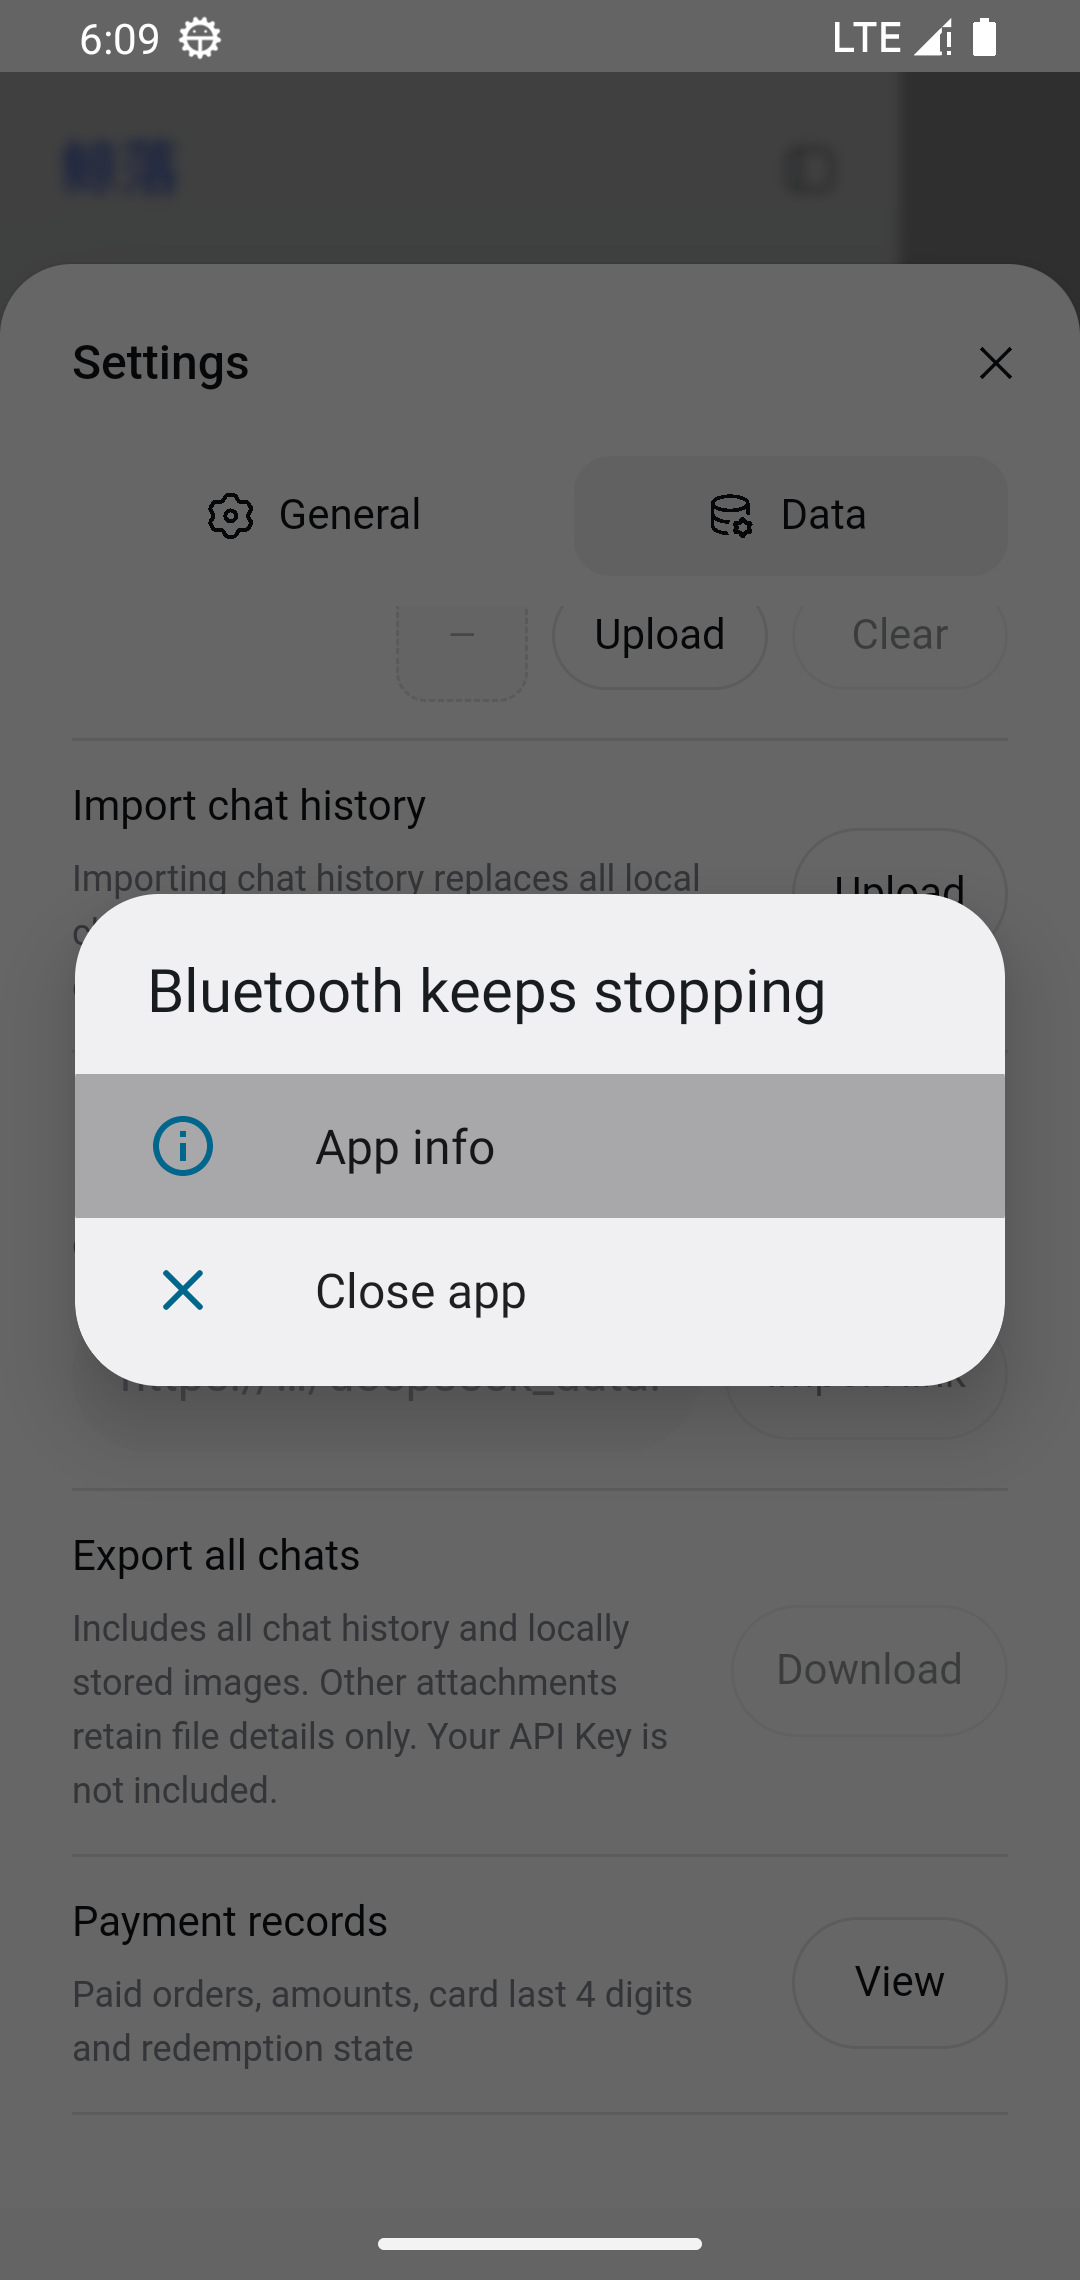 6:09
LTE
Settings
General
Data
Upload
Clear
Import chat history
Importing chat history replaces all local
Upload
Bluetooth keeps stopping
App info
Close app
Export all chats
Includes all chat history and locally
stored images. Other attachments
retain file details only. Your API Key is
not included.
Download
Payment records
Paid orders, amounts, card last 4 digits
and redemption state
View